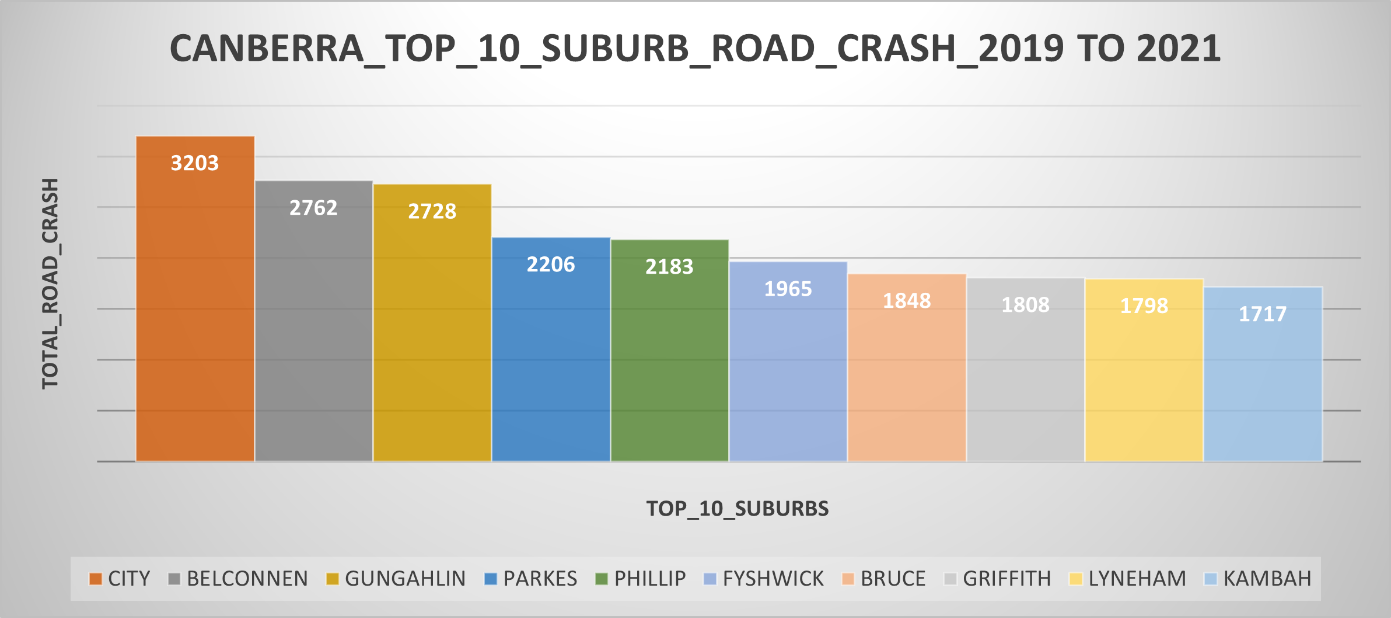 CANBERRA_TOP_10_SUBURB_ROAD_CRASH_2019 TO 2021
TOTAL_ROAD_CRASH
3203
2762
2728
2206
2183
1965
1848
1808
1798
1717
TOP_10_SUBURBS
CITY BELCONNEN GUNGAHLIN PARKES PHILLIP FYSHWICK BRUCE GRIFFITH LYNEHAM KAMBAH